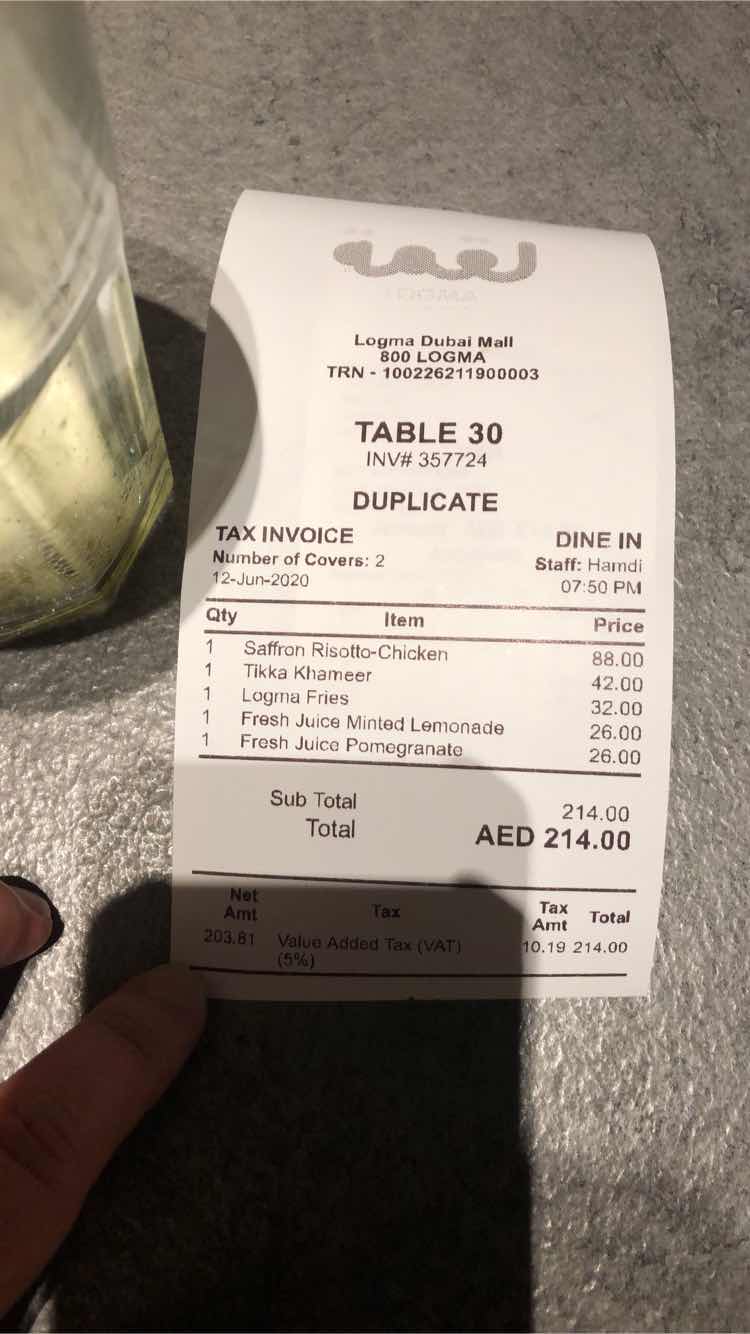 لقمة
LOGMA
Logma Dubai Mall
800 LOGMA
TRN - 100226211900003
TABLE 30
INV# 357724
DUPLICATE
TAX INVOICE DINE IN
Number of Covers: 2 Staff: Hamdi
12-Jun-2020 07:50 PM
Qty Item Price
1 Saffron Risotto-Chicken 88.00
1 Tikka Khameer 42.00
1 Logma Fries 32.00
1 Fresh Juice Minted Lemonade 26.00
1 Fresh Juice Pomegranate 26.00
Sub Total 214.00
Total AED 214.00
Net Amt Tax Tax Amt Total
203.81 Value Added Tax (VAT) 10.19 214.00
(5%)